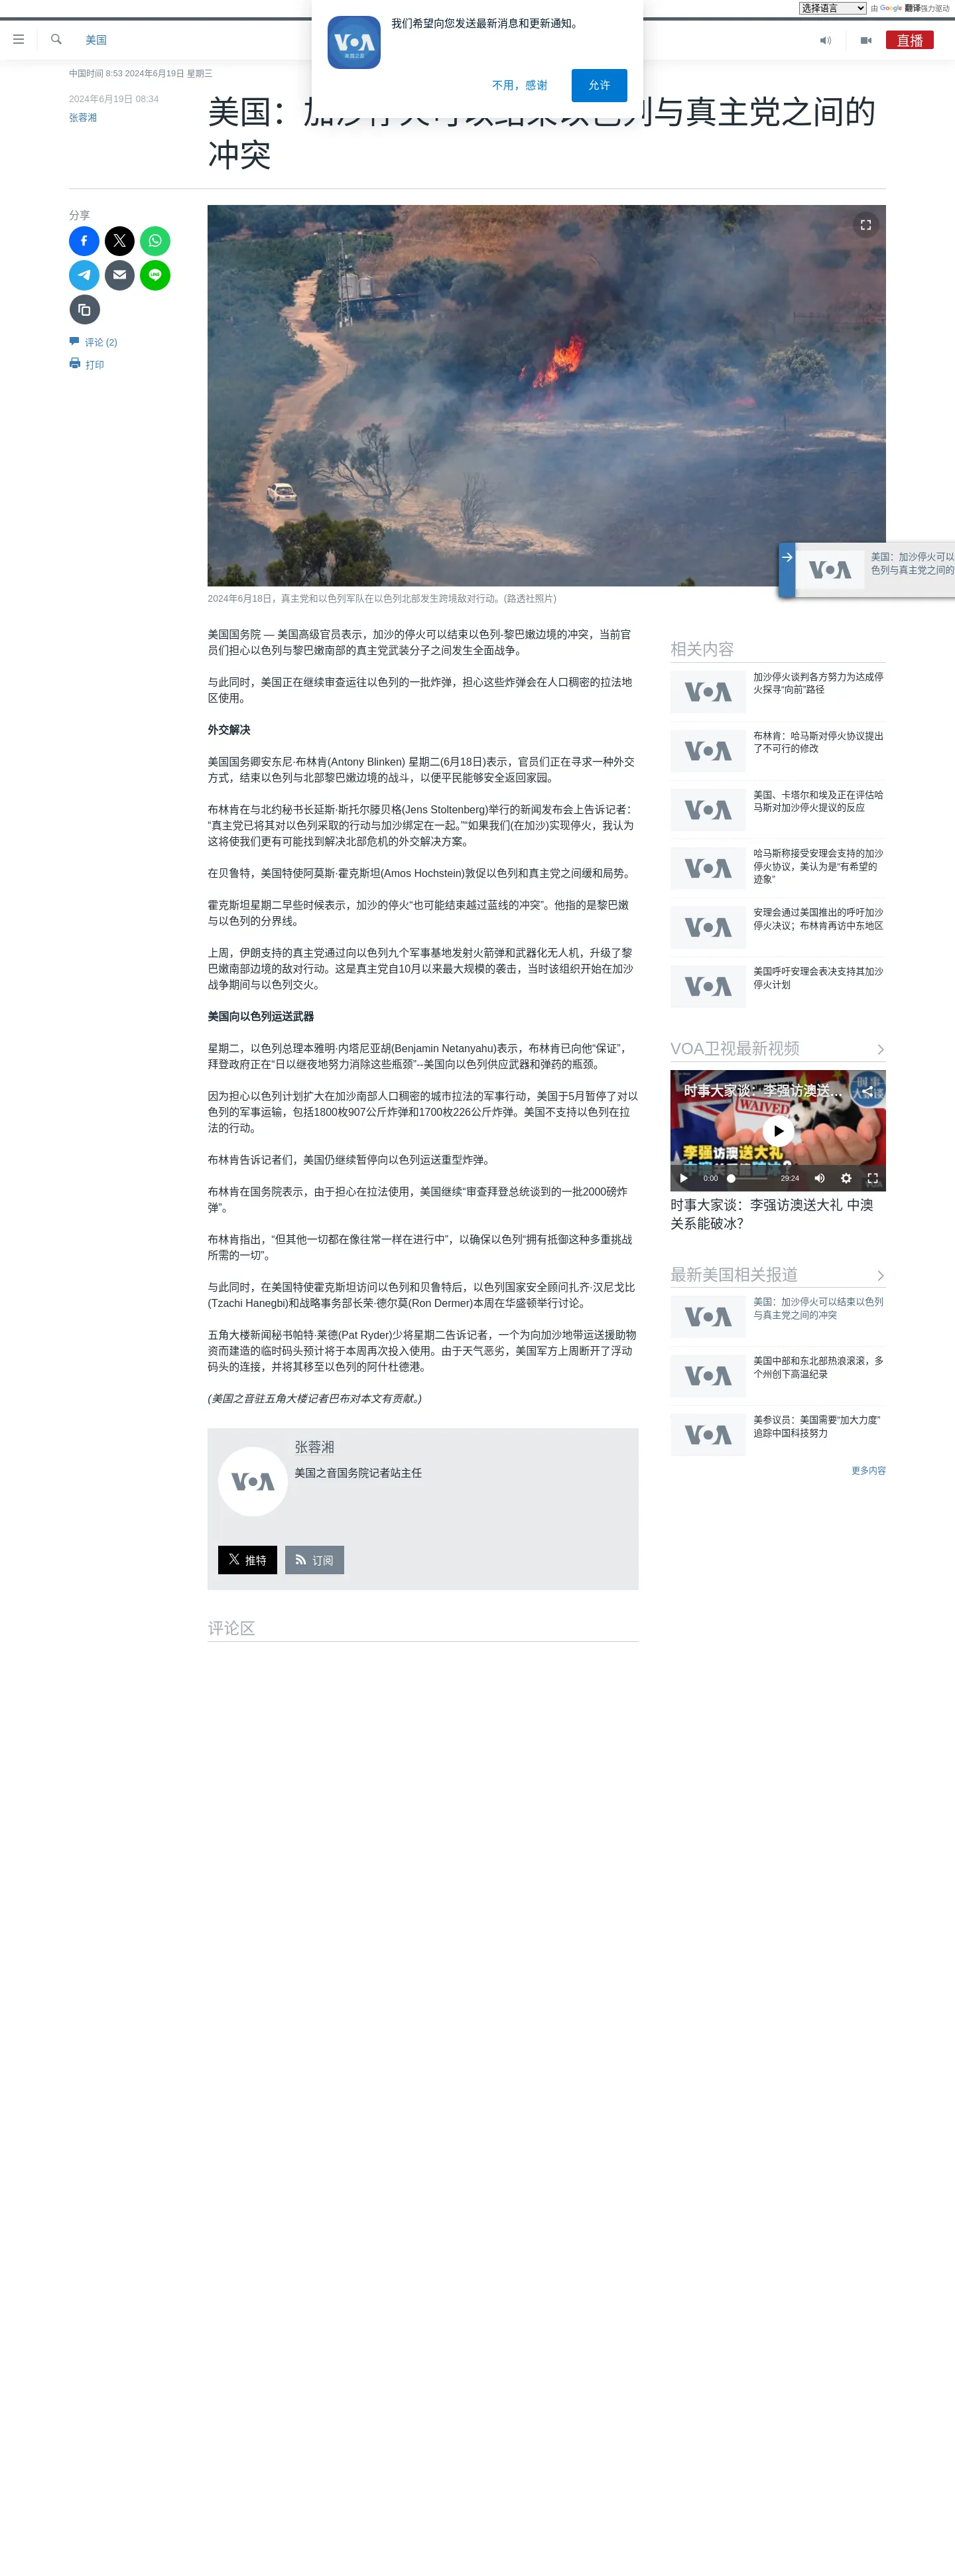 选择语言 由 Google 翻译强力驱动
我们希望向您发送最新消息和更新通知。
VOA
美国之音
不用，感谢
允许
美国
直播
中国时间 8:53 2024年6月19日 星期三
2024年6月19日 08:34
张蓉湘
美国：加沙停火可以结束以色列与真主党之间的
冲突
分享
评论 (2)
打印
2024年6月18日，真主党和以色列军队在以色列北部发生跨境敌对行动。(路透社照片)
VOA
美国：加沙停火可以
色列与真主党之间的
美国国务院 — 美国高级官员表示，加沙的停火可以结束以色列-黎巴嫩边境的冲突，当前官
员们担心以色列与黎巴嫩南部的真主党武装分子之间发生全面战争。
与此同时，美国正在继续审查运往以色列的一批炸弹，担心这些炸弹会在人口稠密的拉法地
区使用。
外交解决
美国国务卿安东尼·布林肯(Antony Blinken) 星期二(6月18日)表示，官员们正在寻求一种外交
方式，结束以色列与北部黎巴嫩边境的战斗，以便平民能够安全返回家园。
布林肯在与北约秘书长延斯·斯托尔滕贝格(Jens Stoltenberg)举行的新闻发布会上告诉记者：
“真主党已将其对以色列采取的行动与加沙绑定在一起。”“如果我们(在加沙)实现停火，我认为
这将使我们更有可能找到解决北部危机的外交解决方案。
在贝鲁特，美国特使阿莫斯·霍克斯坦(Amos Hochstein)敦促以色列和真主党之间缓和局势。
霍克斯坦星期二早些时候表示，加沙的停火“也可能结束越过蓝线的冲突”。他指的是黎巴嫩
与以色列的分界线。
上周，伊朗支持的真主党通过向以色列九个军事基地发射火箭弹和武器化无人机，升级了黎
巴嫩南部边境的敌对行动。这是真主党自10月以来最大规模的袭击，当时该组织开始在加沙
战争期间与以色列交火。
美国向以色列运送武器
星期二，以色列总理本雅明·内塔尼亚胡(Benjamin Netanyahu)表示，布林肯已向他“保证”，
拜登政府正在“日以继夜地努力消除这些瓶颈”--美国向以色列供应武器和弹药的瓶颈。
因为担心以色列计划扩大在加沙南部人口稠密的城市拉法的军事行动，美国于5月暂停了对以
色列的军事运输，包括1800枚907公斤炸弹和1700枚226公斤炸弹。美国不支持以色列在拉
法的行动。
布林肯告诉记者们，美国仍继续暂停向以色列运送重型炸弹。
布林肯在国务院表示，由于担心在拉法使用，美国继续“审查拜登总统谈到的一批2000磅炸
弹”。
布林肯指出，“但其他一切都在像往常一样在进行中”，以确保以色列“拥有抵御这种多重挑战
所需的一切”。
与此同时，在美国特使霍克斯坦访问以色列和贝鲁特后，以色列国家安全顾问扎齐·汉尼戈比
(Tzachi Hanegbi)和战略事务部长荣·德尔莫(Ron Dermer)本周在华盛顿举行讨论。
五角大楼新闻秘书帕特·莱德(Pat Ryder)少将星期二告诉记者，一个为向加沙地带运送援助物
资而建造的临时码头预计将于本周再次投入使用。由于天气恶劣，美国军方上周断开了浮动
码头的连接，并将其移至以色列的阿什杜德港。
(美国之音驻五角大楼记者巴布对本文有贡献。)
VOA
张蓉湘
美国之音国务院记者站主任
推特
订阅
评论区
相关内容
VOA
加沙停火谈判各方努力为达成停
火探寻“向前”路径
VOA
布林肯：哈马斯对停火协议提出
了不可行的修改
VOA
美国、卡塔尔和埃及正在评估哈
马斯对加沙停火提议的反应
VOA
哈马斯称接受安理会支持的加沙
停火协议，美认为是“有希望的
迹象”
VOA
安理会通过美国推出的呼吁加沙
停火决议；布林肯再访中东地区
VOA
美国呼吁安理会表决支持其加沙
停火计划
VOA卫视最新视频
时事大家谈：李强访澳送...
WAIVED
李强访澳送大礼
0:00
29:24
时事大家谈：李强访澳送大礼 中澳
关系能破冰？
最新美国相关报道
VOA
美国：加沙停火可以结束以色列
与真主党之间的冲突
VOA
美国中部和东北部热浪滚滚，多
个州创下高温纪录
VOA
美参议员：美国需要“加大力度”
追踪中国科技努力
更多内容